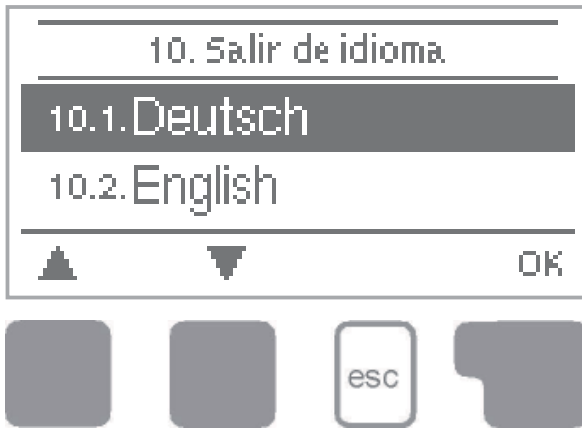 10. Salir de idioma
10.1. Deutsch
10.2. English
OK
esc